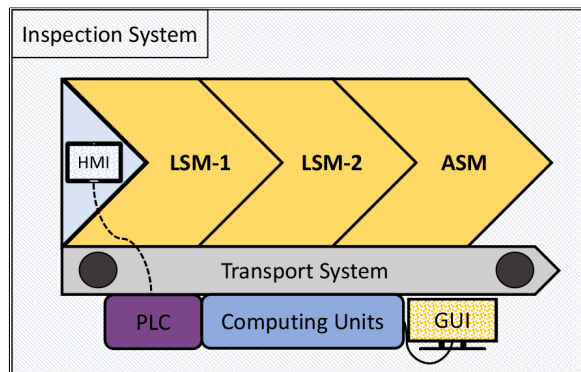 Inspection System
HMI
LSM-1
LSM-2
ASM
Transport System
PLC
Computing Units
GUI